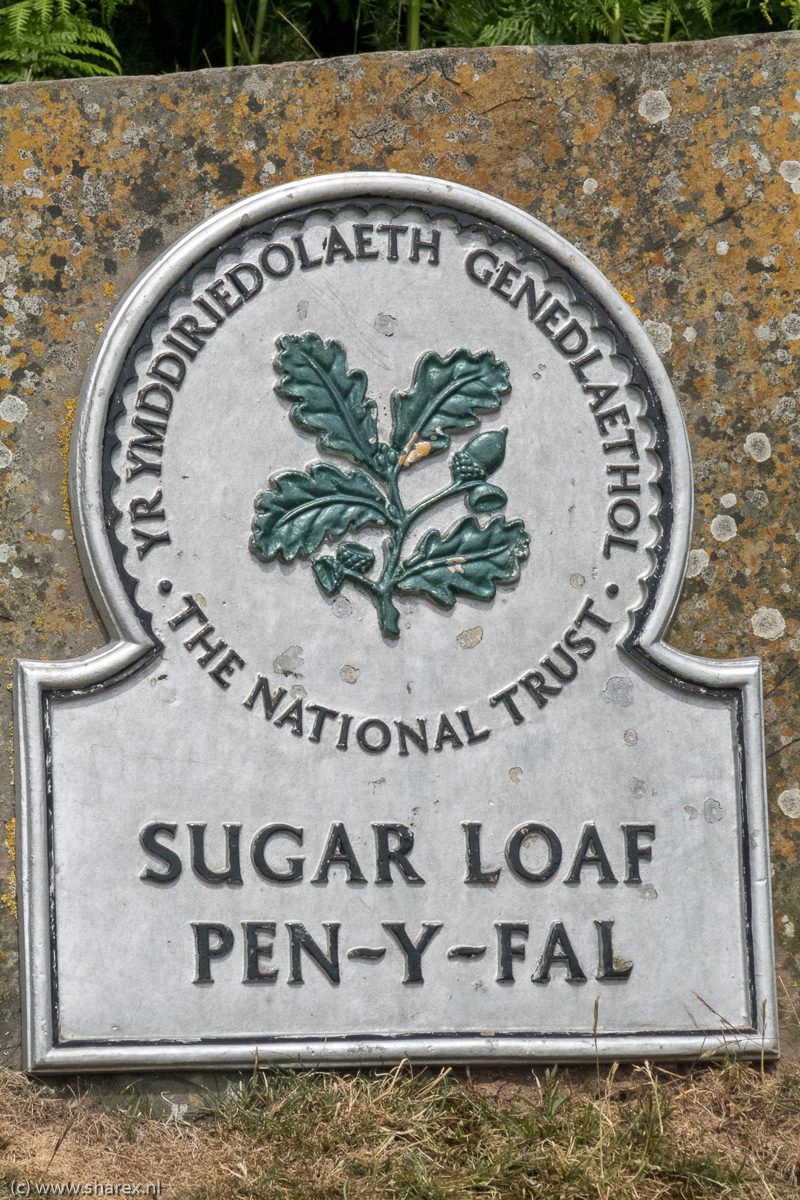 YR YMDDIRIEDOLAETH GENEDLAETHOL
• THE NATIONAL TRUST •
SUGAR LOAF
PEN~Y~FAL
(c) www.sharex.nl